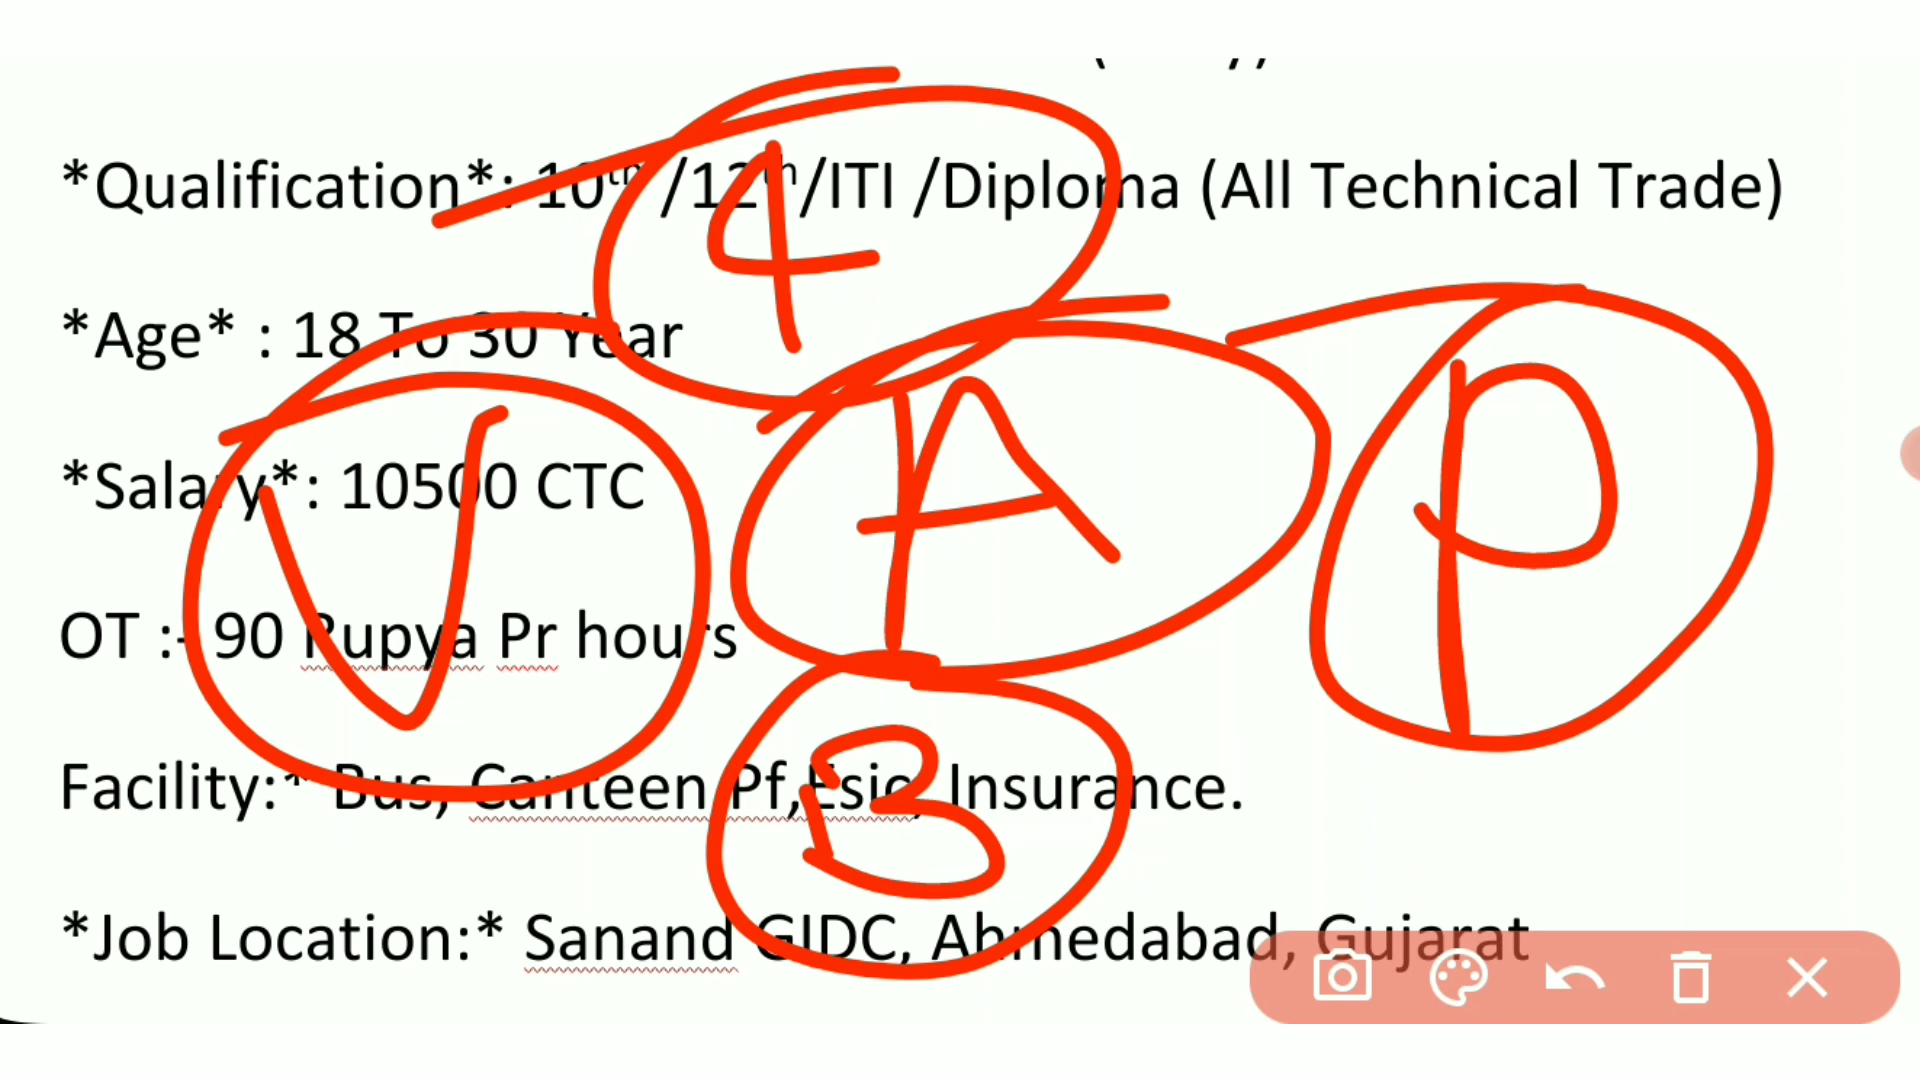 *Qualification*: 10th /12th/ITI /Diploma (All Technical Trade)
4
*Age* : 18 To 30 Year
*Salary*: 10500 CTC
V A P
OT :- 90 Rupya Pr hours
Facility:* Bus, Canteen Pf,Esic, Insurance.
3
*Job Location:* Sanand GIDC, Ahmedabad, Gujarat